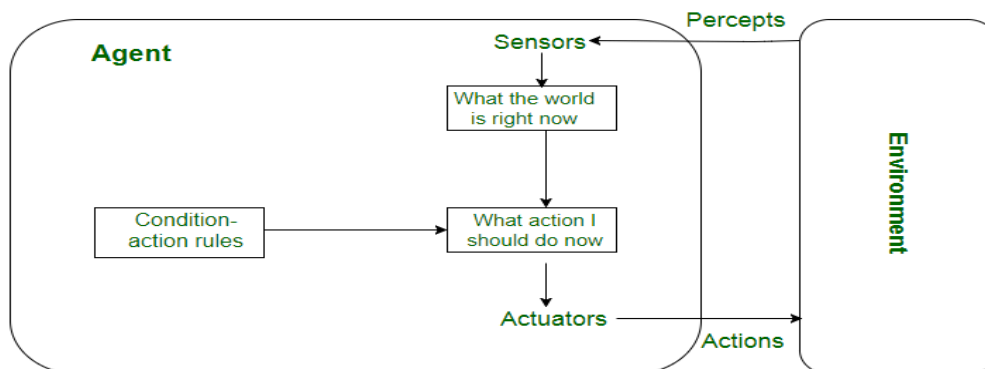 Percepts
Agent
Sensors
What the world
is right now
Environment
Condition-
action rules
What action I
should do now
Actuators
Actions